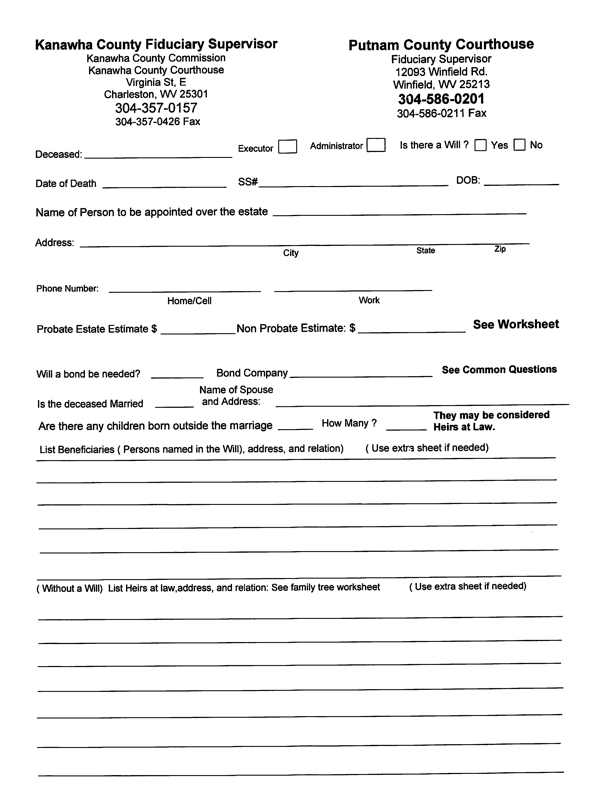 Kanawha County Fiduciary Supervisor
Kanawha County Commission
Kanawha County Courthouse
Virginia St, E
Charleston, WV 25301
304-357-0157
304-357-0426 Fax
Putnam County Courthouse
Fiduciary Supervisor
12093 Winfield Rd.
Winfield, WV 25213
304-586-0201
304-586-0211 Fax
Deceased: Executor Administrator Is there a Will ? Yes No
Date of Death SS# DOB:
Name of Person to be appointed over the estate
Address:
City State Zip
Phone Number:
Home/Cell Work
Probate Estate Estimate $ Non Probate Estimate: $ See Worksheet
Will a bond be needed? Bond Company See Common Questions
Is the deceased Married Name of Spouse
and Address:
Are there any children born outside the marriage How Many ? They may be considered
Heirs at Law.
List Beneficiaries ( Persons named in the Will), address, and relation) ( Use extra sheet if needed)
( Without a Will) List Heirs at law,address, and relation: See family tree worksheet ( Use extra sheet if needed)